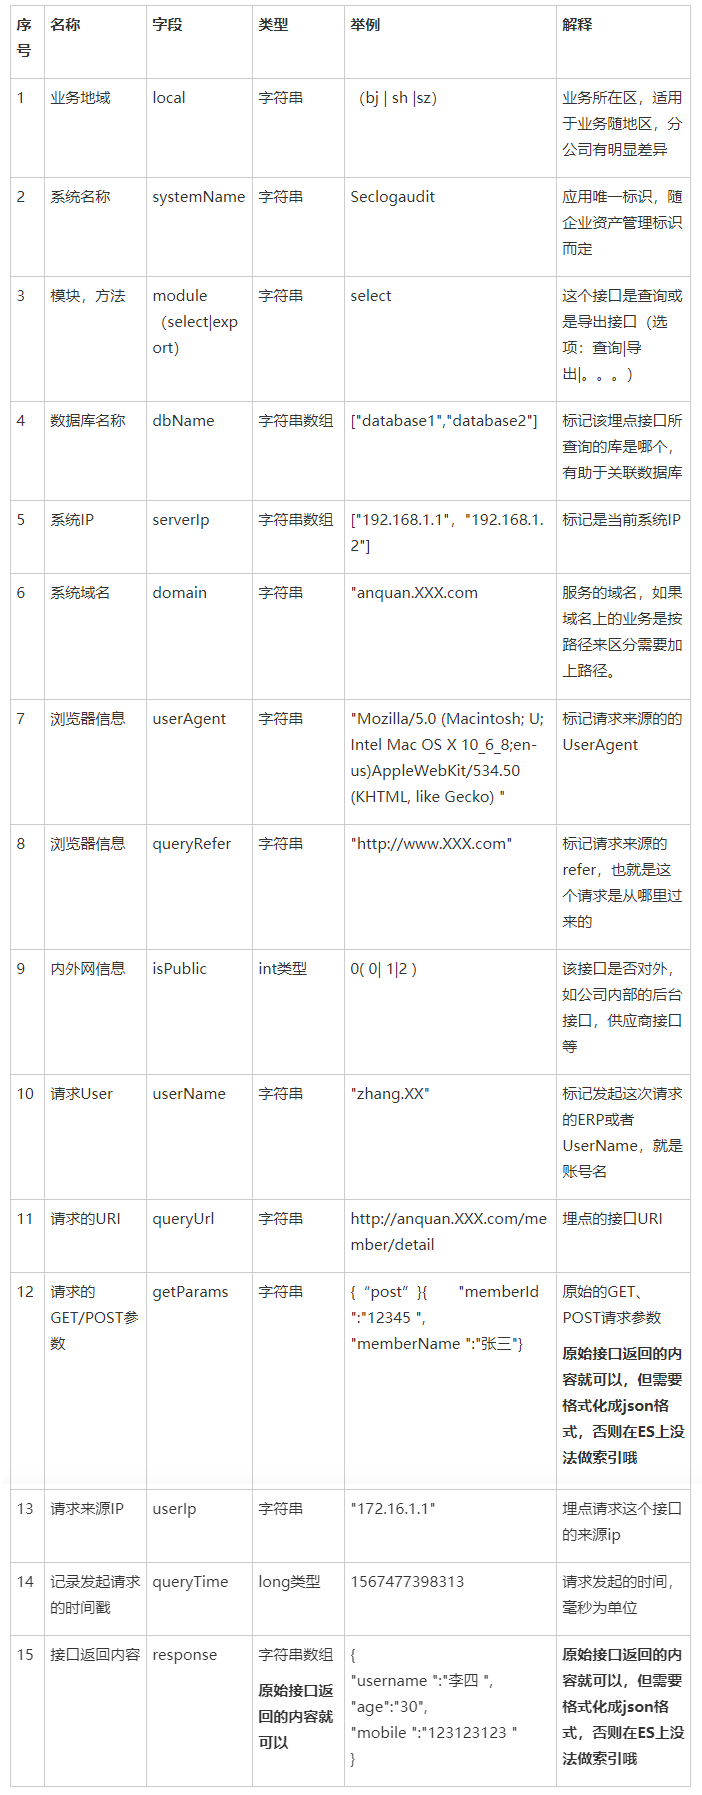 序号 名称 字段 类型 举例 解释
1 业务地域 local 字符串 （bj | sh |sz） 业务所在区，适用
于业务随地区，分
公司有明显差异
2 系统名称 systemName 字符串 Seclogaudit 应用唯一标识，随
企业资产管理标识
而定
3 模块，方法 module 字符串 select 这个接口是查询或
（select|exp 是导出接口（选
ort） 项：查询|导
出|。。。）
4 数据库名称 dbName 字符串数组 ["database1","database2"] 标记该埋点接口所
查询的库是哪个，
有助于关联数据库
5 系统IP serverIp 字符串数组 ["192.168.1.1"，"192.168.1. 标记是当前系统IP
2"]
6 系统域名 domain 字符串 "anquan.XXX.com 服务的域名，如果
域名上的业务是按
路径来区分需要加
上路径。
7 浏览器信息 userAgent 字符串 "Mozilla/5.0 (Macintosh; U; 标记请求来源的的
Intel Mac OS X 10_6_8;en- UserAgent
us)AppleWebKit/534.50
(KHTML, like Gecko) "
8 浏览器信息 queryRefer 字符串 "http://www.XXX.com" 标记请求来源的
refer，也就是这
个请求是从哪里过
来的
9 内外网信息 isPublic int类型 0( 0| 1|2 ) 该接口是否对外，
如公司内部的后台
接口，供应商接口
等
10 请求User userName 字符串 "zhang.XX" 标记发起这次请求
的ERP或者
UserName，就是
账号名
11 请求的URI queryUrl 字符串 http://anquan.XXX.com/me 埋点的接口URI
mber/detail
12 请求的 getParams 字符串 {“post”}{ "memberId 原始的GET、
GET/POST参 ":"12345 ", POST请求参数
数 "memberName ":"张三"}
原始接口返回的内
容就可以，但需要
格式化成json格
式，否则在ES上没
法做索引哦
13 请求来源IP userIp 字符串 "172.16.1.1" 埋点请求这个接口
的来源ip
14 记录发起请求 queryTime long类型 1567477398313 请求发起的时间，
的时间戳 毫秒为单位
15 接口返回内容 response 字符串数组 { 原始接口返回的内
原始接口返 "username ":"李四 ", 容就可以，但需要
回的内容就 "age":"30", 格式化成json格
可以 "mobile ":"123123123 " 式，否则在ES上没
} 法做索引哦